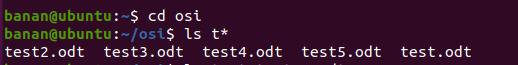 banan@ubuntu:~$ cd osi
banan@ubuntu:~/osi$ ls t*
test2.odt  test3.odt  test4.odt  test5.odt  test.odt